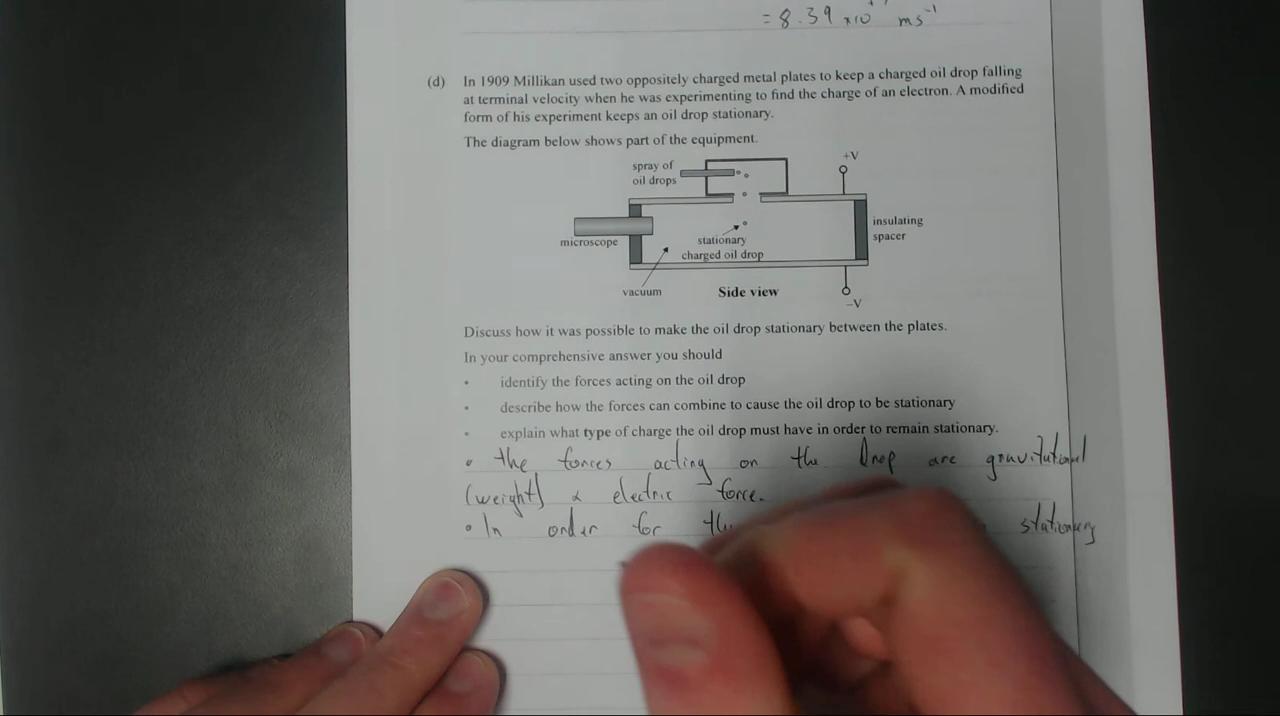 = 8.39 x10 ms⁻¹
(d) In 1909 Millikan used two oppositely charged metal plates to keep a charged oil drop falling
at terminal velocity when he was experimenting to find the charge of an electron. A modified
form of his experiment keeps an oil drop stationary.
The diagram below shows part of the equipment.
+V
spray of
oil drops
insulating
spacer
microscope
stationary
charged oil drop
vacuum
Side view
–V
Discuss how it was possible to make the oil drop stationary between the plates.
In your comprehensive answer you should
• identify the forces acting on the oil drop
• describe how the forces can combine to cause the oil drop to be stationary
• explain what type of charge the oil drop must have in order to remain stationary.
• the forces acting on the Drop are gravitational
(weight) & electric force.
• In order for the stationery